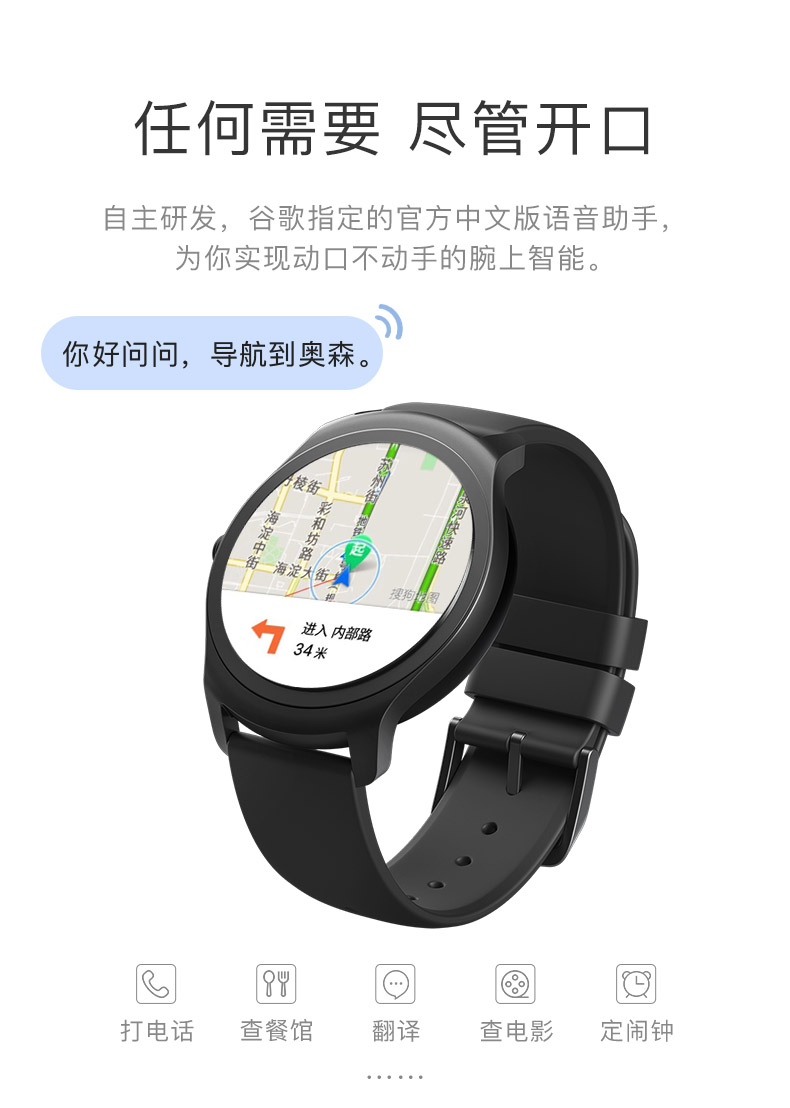 任何需要 尽管开口
自主研发，谷歌指定的官方中文版语音助手，
为你实现动口不动手的腕上智能。
你好问问，导航到奥森。
苏州街
彩和坊路
海淀中街
海淀大街
起
搜狗地图
进入 内部路
34米
打电话
查餐馆
翻译
查电影
定闹钟
······